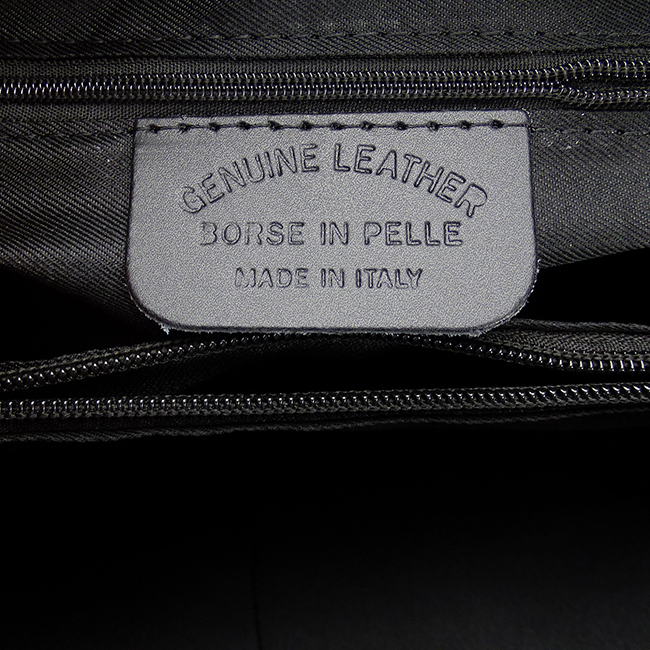 GENUINE LEATHER
BORSE IN PELLE
MADE IN ITALY